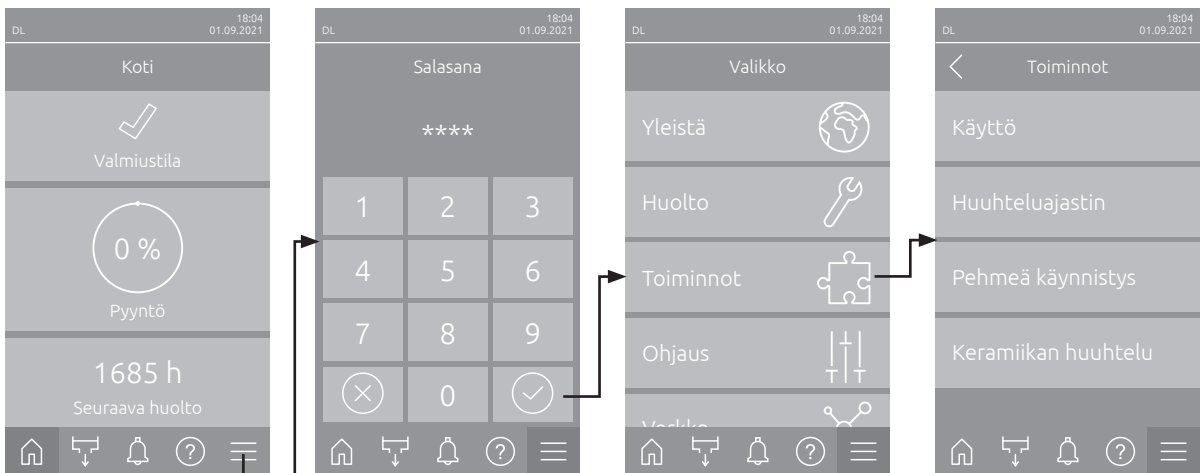 18:04
DL 01.09.2021
Koti
Valmiustila
0 %
Pyyntö
1685 h
Seuraava huolto
?
18:04
DL 01.09.2021
Salasana
****
1 2 3
4 5 6
7 8 9
0
?
18:04
DL 01.09.2021
Valikko
Yleistä
Huolto
Toiminnot
Ohjaus
Verkko
?
18:04
DL 01.09.2021
Toiminnot
Käyttö
Huuhteluajastin
Pehmeä käynnistys
Keramiikan huuhtelu
?